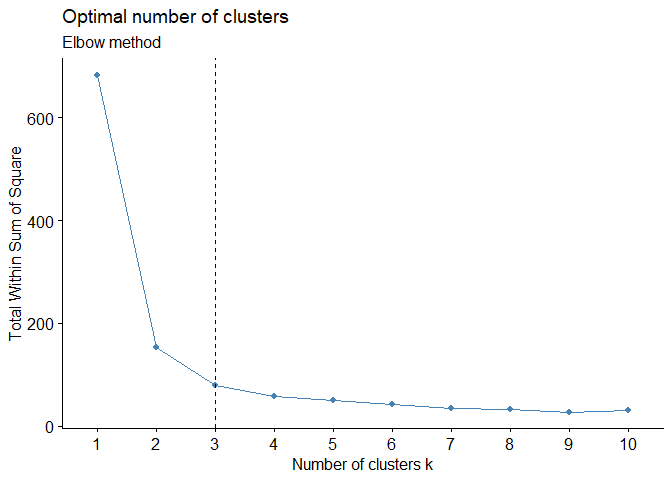 Optimal number of clusters
Elbow method
Total Within Sum of Square
600
400
200
0
1 2 3 4 5 6 7 8 9 10
Number of clusters k